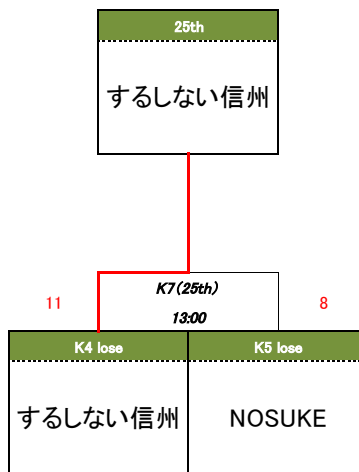 25th
するしない信州
K7(25th)
11
8
13:00
K4 lose
K5 lose
するしない信州
NOSUKE